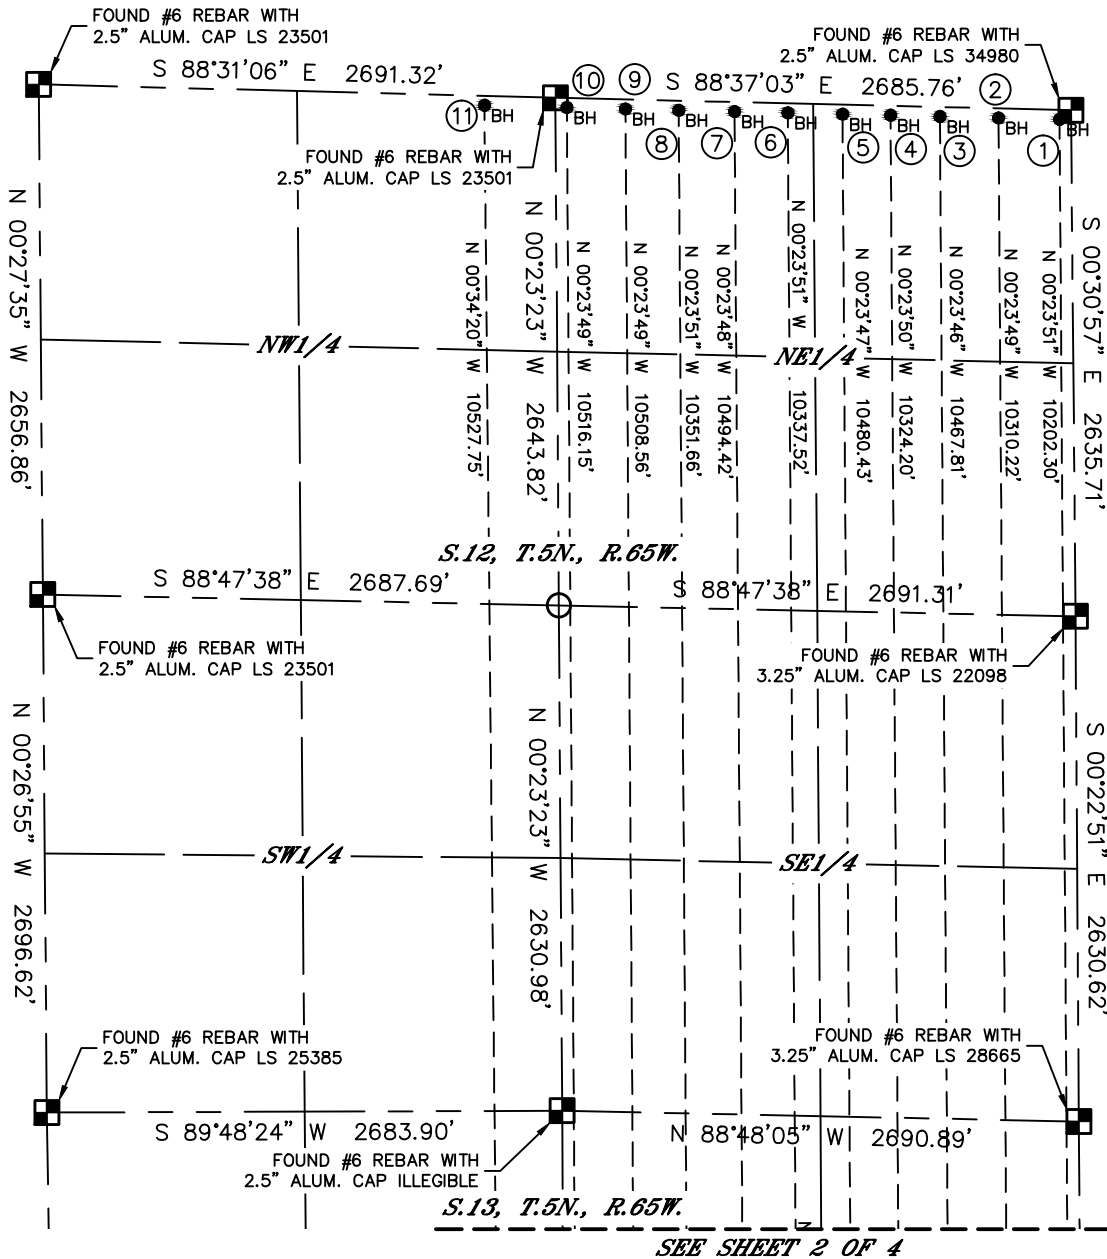 FOUND #6 REBAR WITH
2.5” ALUM. CAP LS 23501
FOUND #6 REBAR WITH
2.5” ALUM. CAP LS 34980
S 88°31'06” E 2691.32'
S 88°37'03” E 2685.76'
11
10
9
8
7
6
5
4
3
2
1
BH
BH
BH
BH
BH
BH
BH
BH
BH
BH
BH
FOUND #6 REBAR WITH
2.5” ALUM. CAP LS 23501
N 00°27'35” W 2656.86'
N 00°34'20” W 10527.75'
N 00°23'23” W 2643.82'
N 00°23'49” W 10516.15'
N 00°23'49” W 10508.56'
N 00°23'51” W 10351.66'
N 00°23'48” W 10494.42'
N 00°23'51” W 10337.52'
N 00°23'47” W 10480.43'
N 00°23'50” W 10324.20'
N 00°23'46” W 10467.81'
N 00°23'49” W 10310.22'
N 00°23'51” W 10202.30'
S 00°30'57” E 2635.71'
NW1/4
NE1/4
S.12, T.5N., R.65W.
S 88°47'38” E 2687.69'
S 88°47'38” E 2691.31'
FOUND #6 REBAR WITH
2.5” ALUM. CAP LS 23501
FOUND #6 REBAR WITH
3.25” ALUM. CAP LS 22098
N 00°26'55” W 2696.62'
N 00°23'23” W 2630.98'
S 00°22'51” E 2630.62'
SW1/4
SE1/4
FOUND #6 REBAR WITH
2.5” ALUM. CAP LS 25385
FOUND #6 REBAR WITH
3.25” ALUM. CAP LS 28665
S 89°48'24” W 2683.90'
N 88°48'05” W 2690.89'
FOUND #6 REBAR WITH
2.5” ALUM. CAP ILLEGIBLE
S.13, T.5N., R.65W.
N
SEE SHEET 2 OF 4